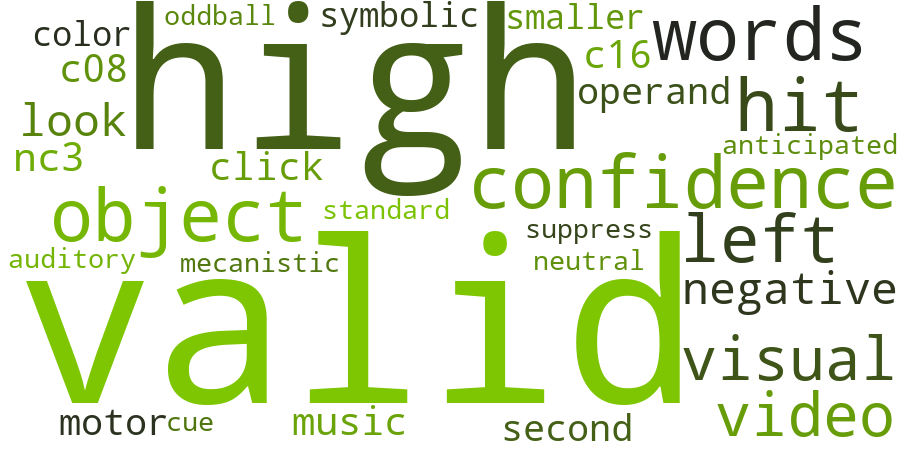 oddball
symbolic
smaller
color
high
words
c08
c16
operand
hit
look
anticipated
nc3
click
confidence
object
standard
left
suppress
auditory
mecanistic
neutral
valid
negative
visual
motor
cue
music
second
video